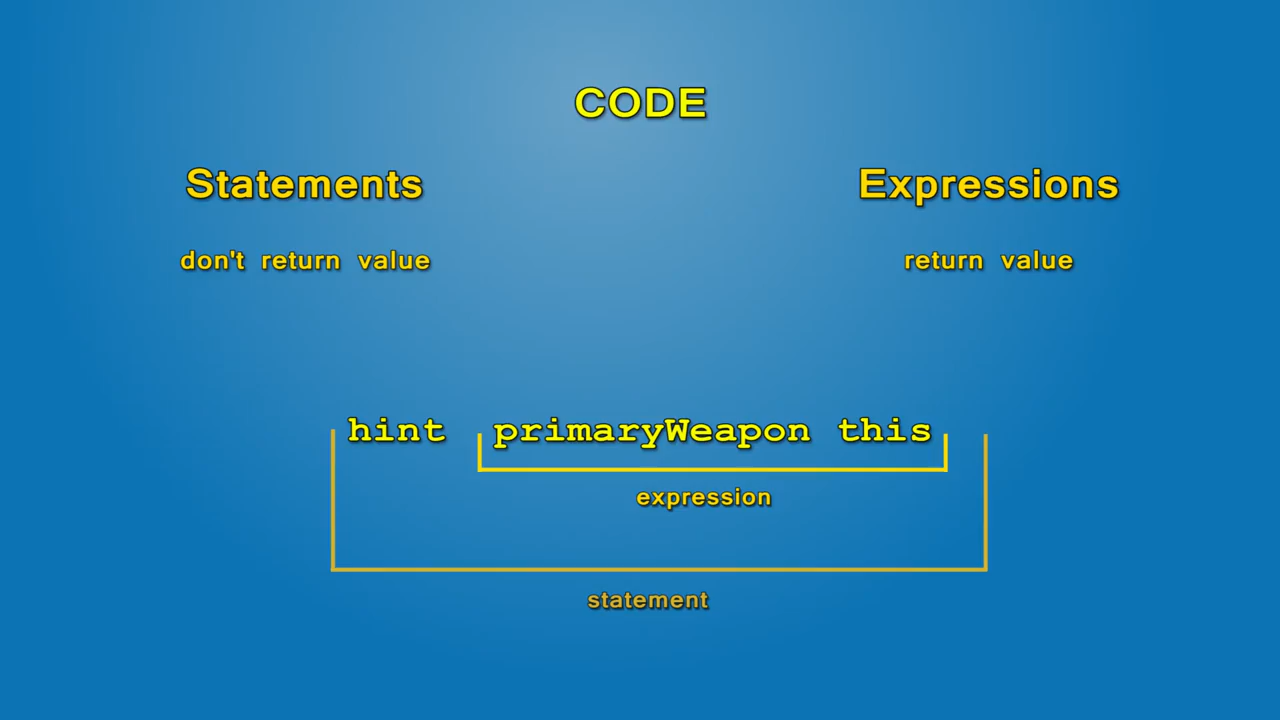 CODE
Statements
Expressions
don't return value
return value
hint primaryWeapon this
expression
statement